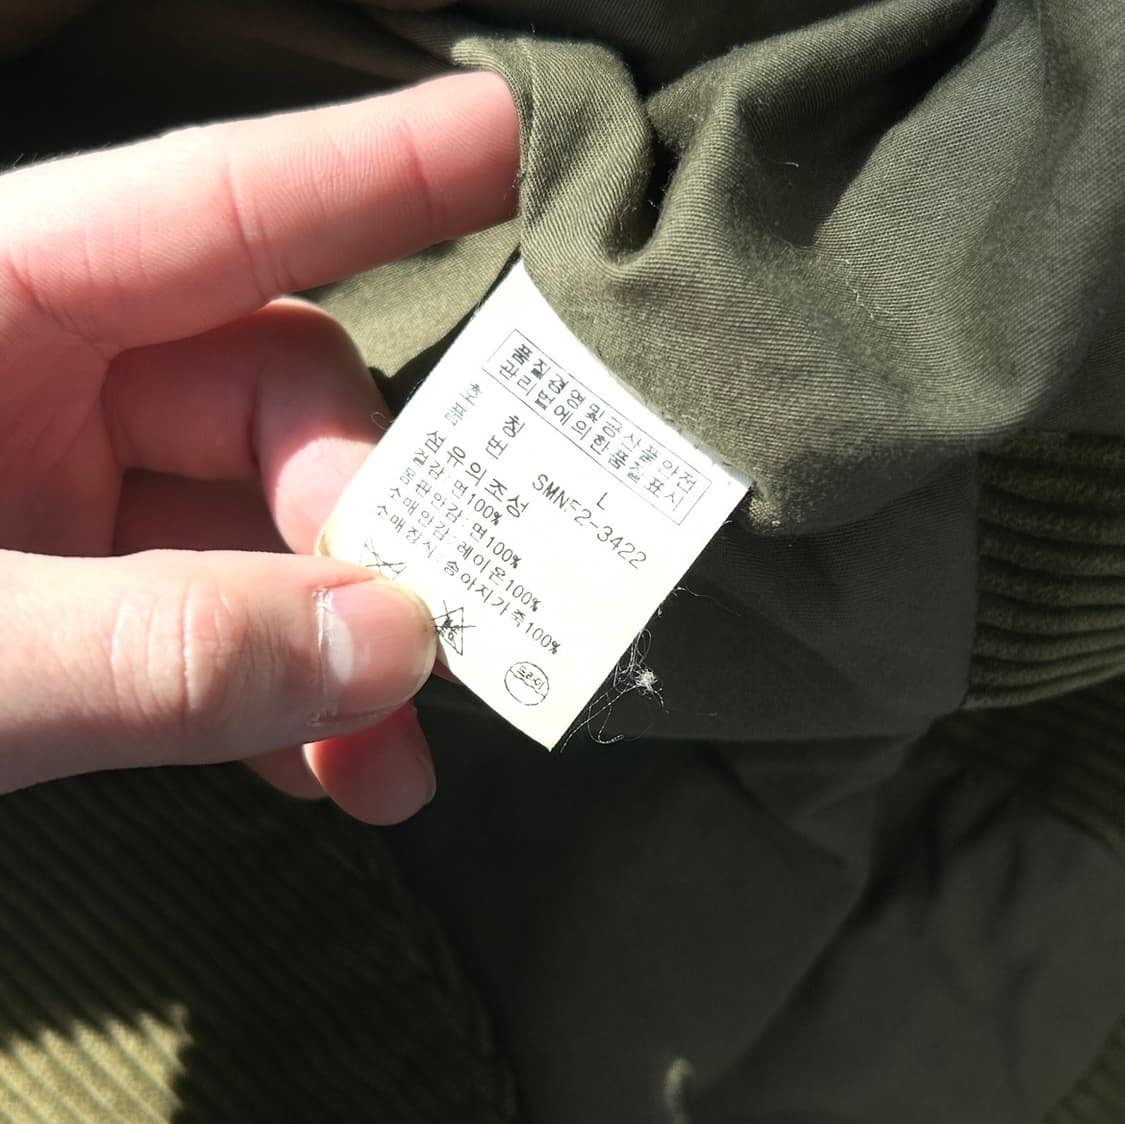 품질경영및공산품안전
관리법에의한품질표시
호칭 L
품번 SMNF2-3422
섬유의조성
겉감:면100%
몸판안감:면100%
소매안감:레이온100%
소매장식:송아지가죽100%
드라이